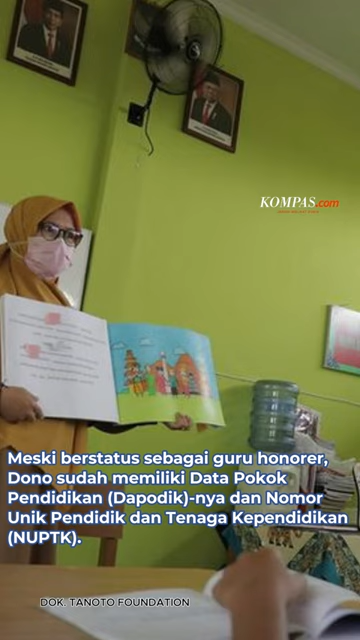 KOMPAS.com
Meski berstatus sebagai guru honorer,
Dono sudah memiliki Data Pokok
Pendidikan (Dapodik)-nya dan Nomor
Unik Pendidik dan Tenaga Kependidikan
(NUPTK).
DOK. TANOTO FOUNDATION